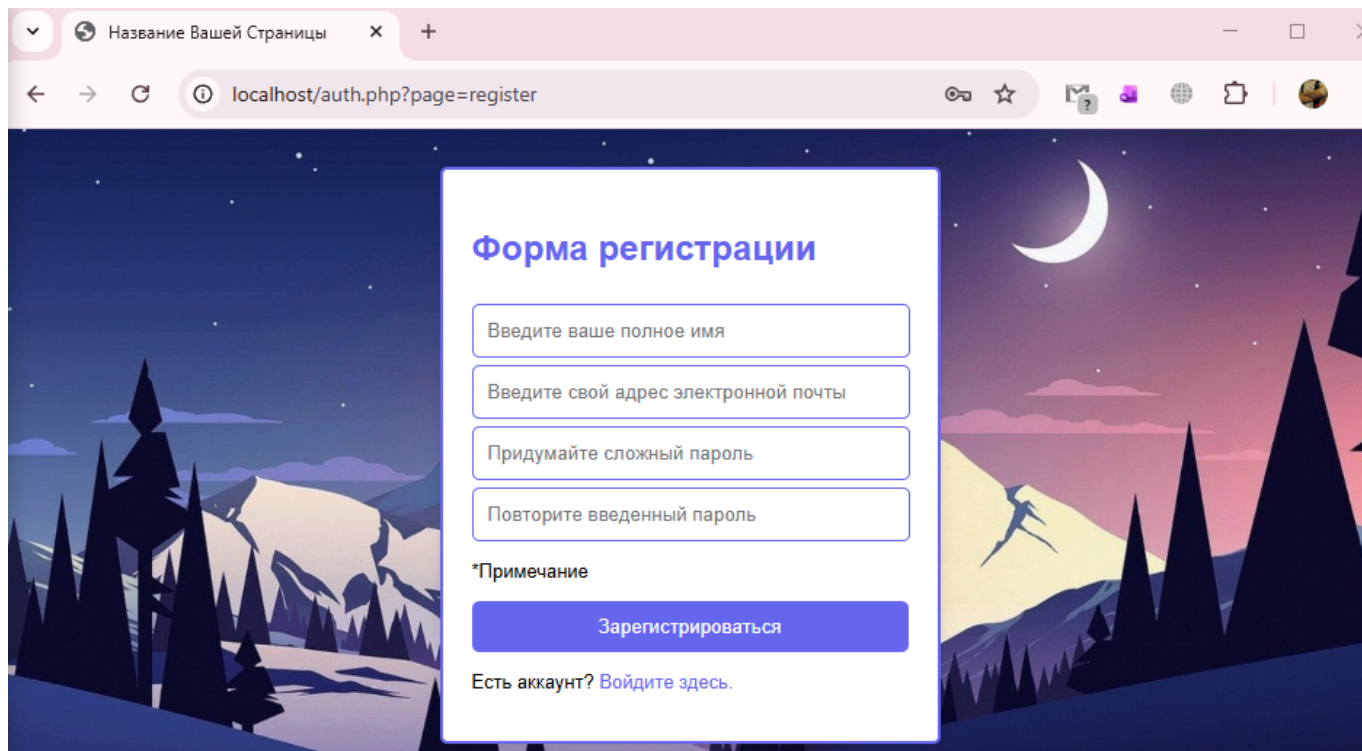 Название Вашей Страницы
localhost/auth.php?page=register
?
Форма регистрации
Введите ваше полное имя
Введите свой адрес электронной почты
Придумайте сложный пароль
Повторите введенный пароль
*Примечание
Зарегистрироваться
Есть аккаунт? Войдите здесь.